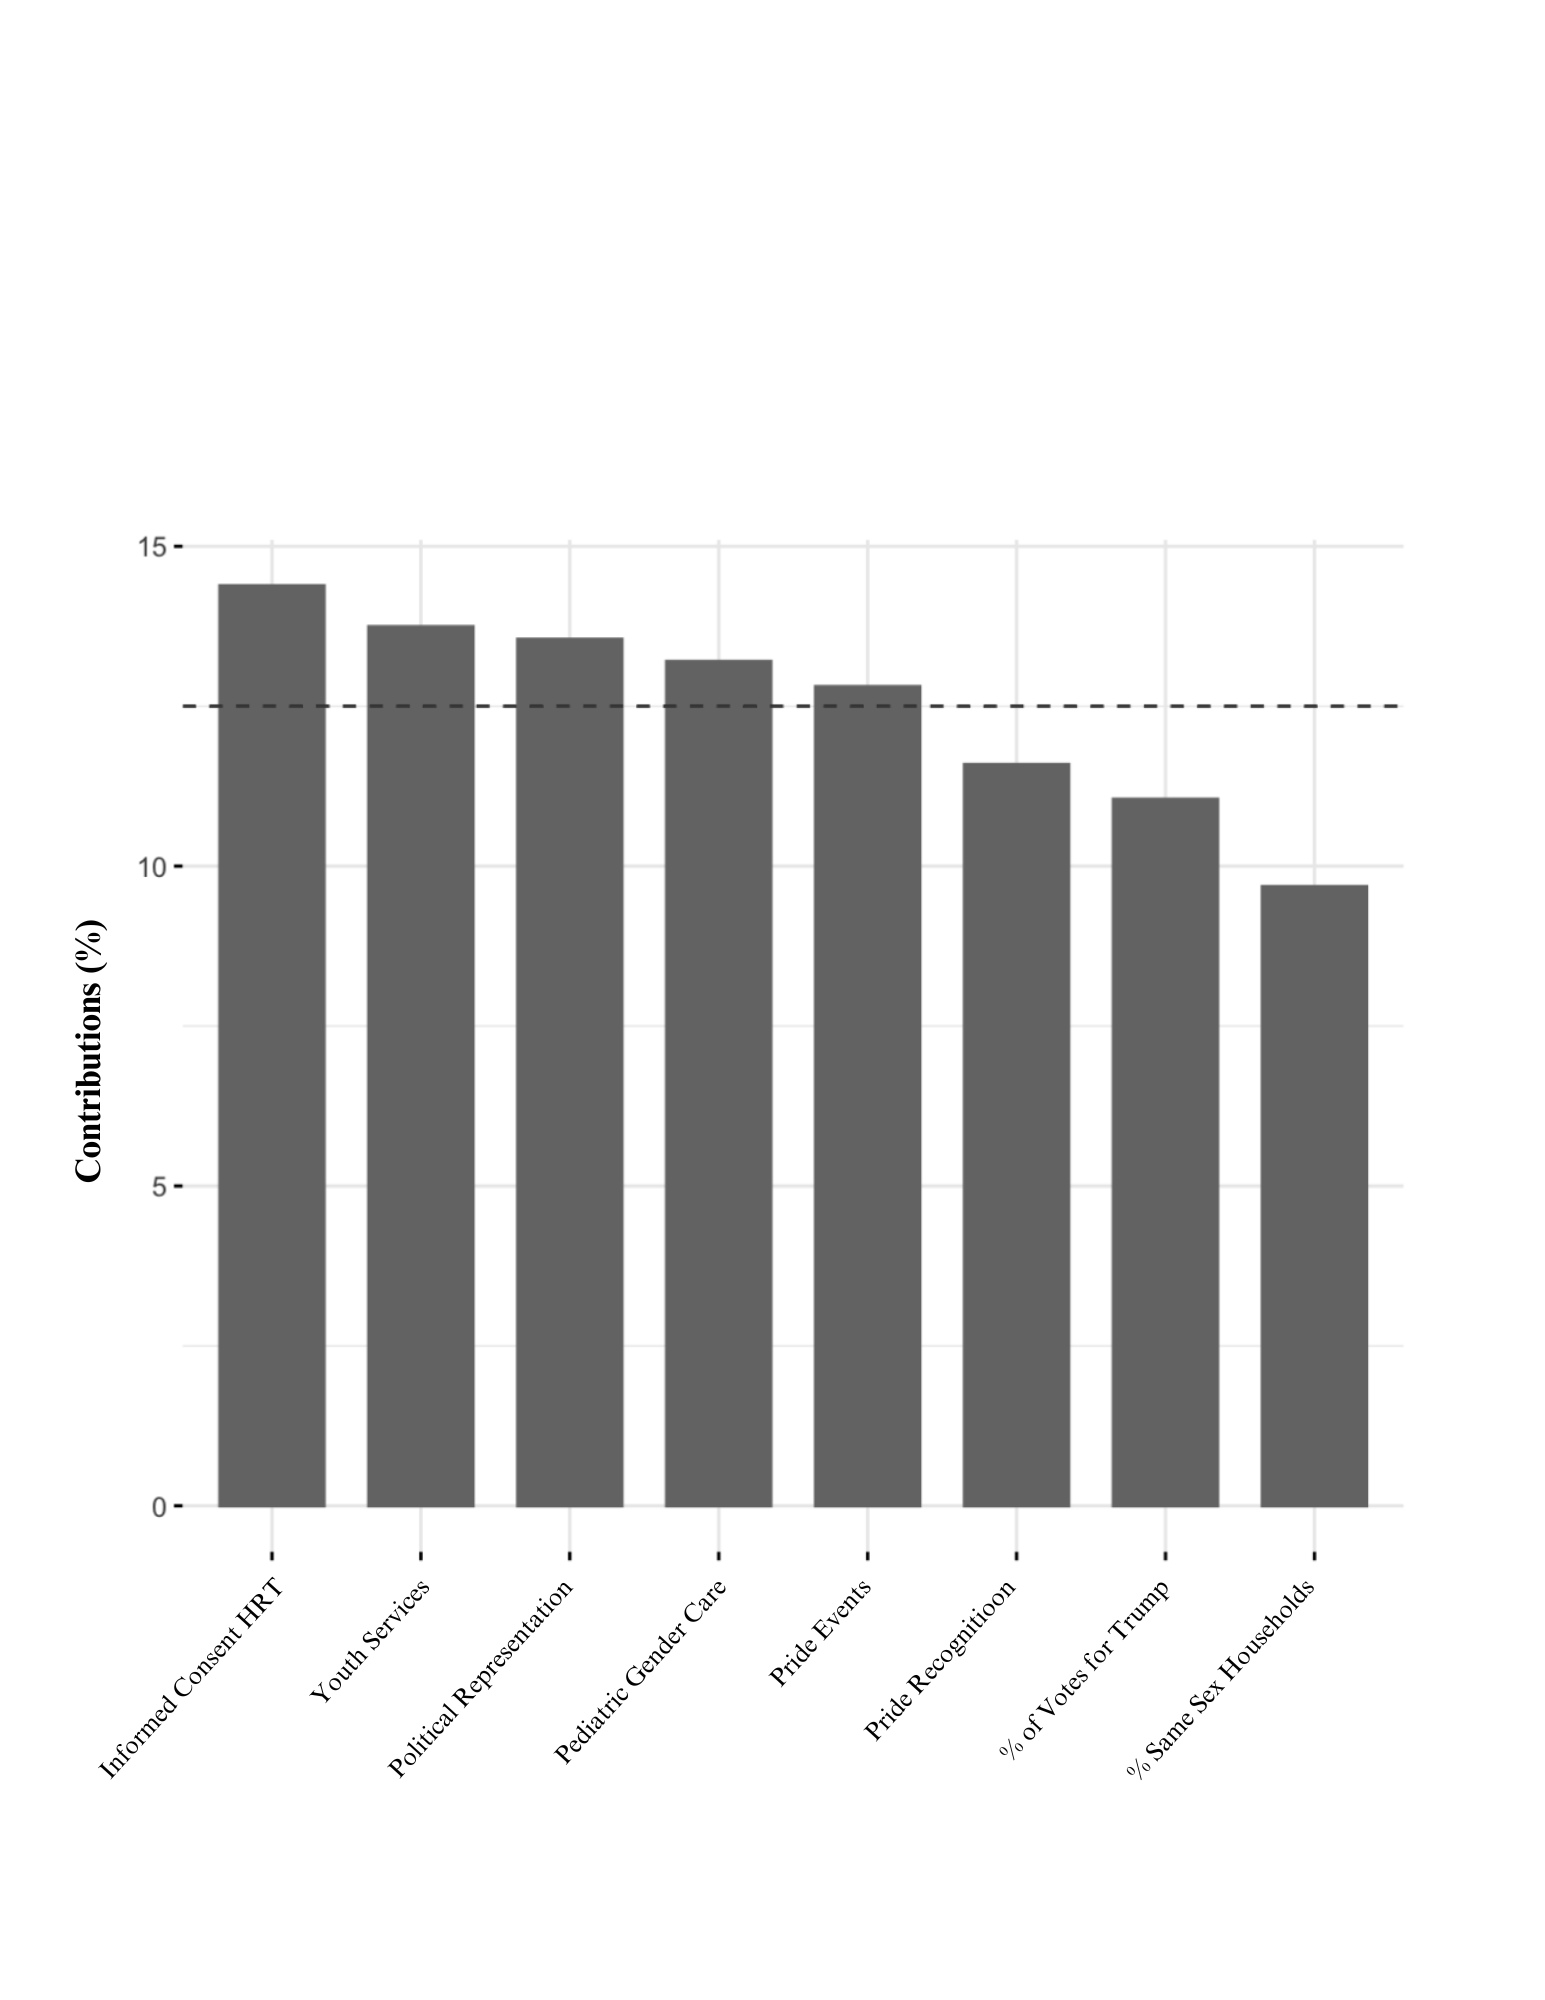 15
10
5
0
Contributions (%)
Informed Consent HRT
Youth Services
Political Representation
Pediatric Gender Care
Pride Events
Pride Recognitioon
% of Votes for Trump
% Same Sex Households